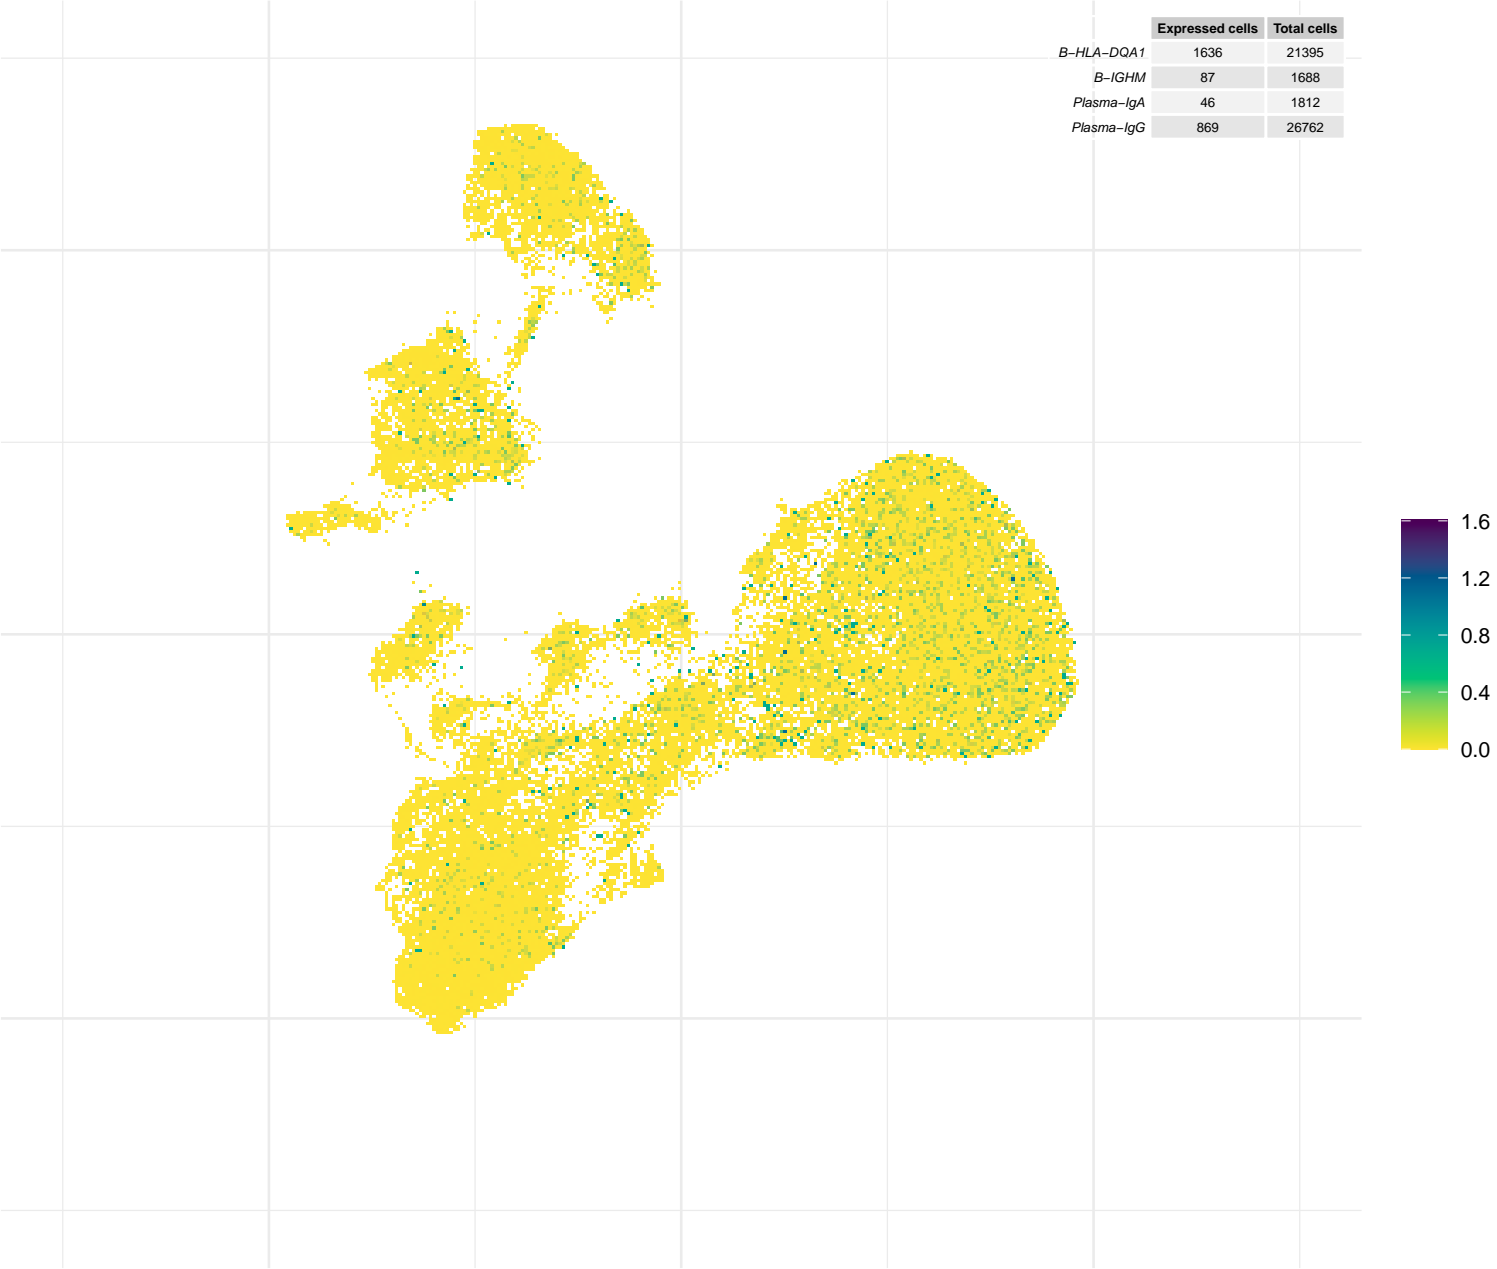 Expressed cells Total cells
B−HLA−DQA1 1636 21395
B−IGHM 87 1688
Plasma−IgA 46 1812
Plasma−IgG 869 26762
1.6
1.2
0.8
0.4
0.0